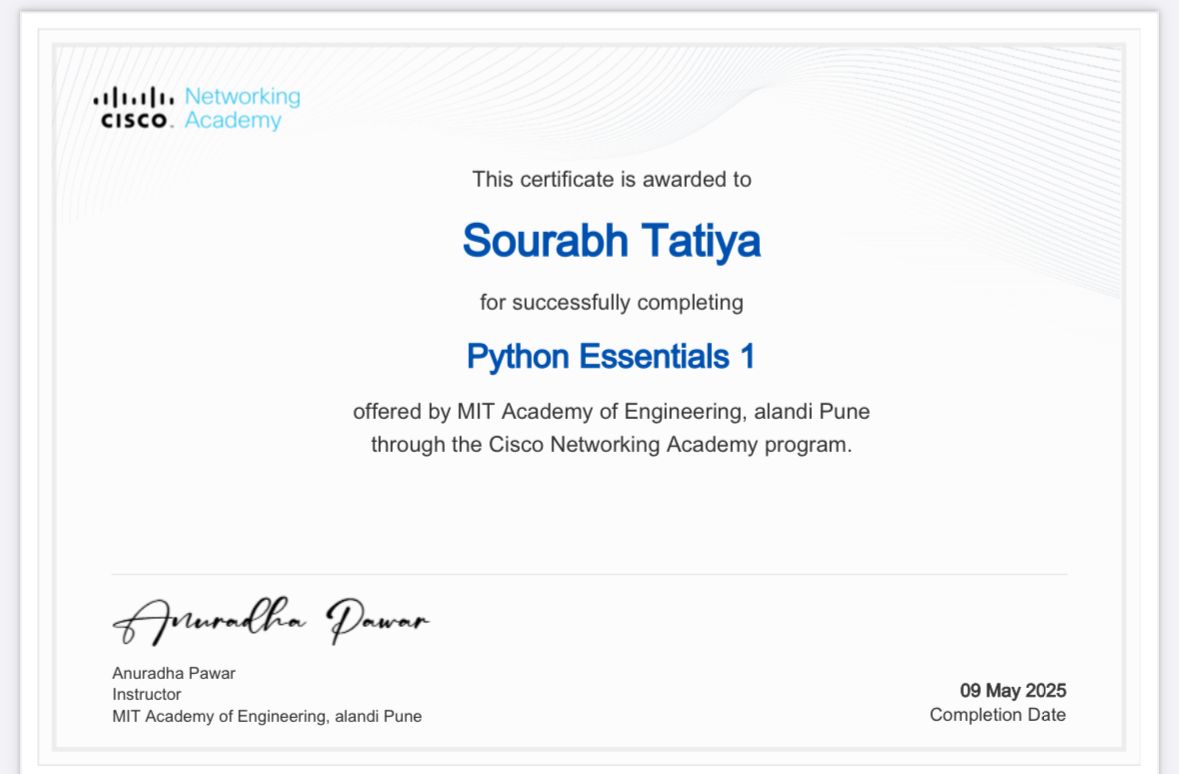 Networking
CISCO. Academy
This certificate is awarded to
Sourabh Tatiya
for successfully completing
Python Essentials 1
offered by MIT Academy of Engineering, alandi Pune
through the Cisco Networking Academy program.
Anuradha Pawar
Anuradha Pawar
Instructor
MIT Academy of Engineering, alandi Pune
09 May 2025
Completion Date